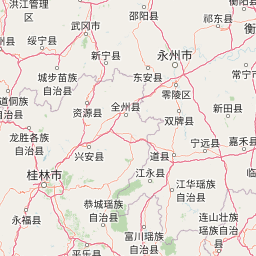 洪江管理
区
武冈市
邵阳县
祁东县
衡阳县
衡
绥宁县
新宁县
永州市
城步苗族
自治县
东安县
零陵区
常宁市
资源县
全州县
双牌县
新田县
道侗族
治县
龙胜各族
自治县
兴安县
道县
宁远县
嘉禾县
桂林市
江永县
江华瑶族
自治县
临
永福县
恭城瑶族
自治县
连山壮族
瑶族自治
县
平乐县
富川瑶族
自治县